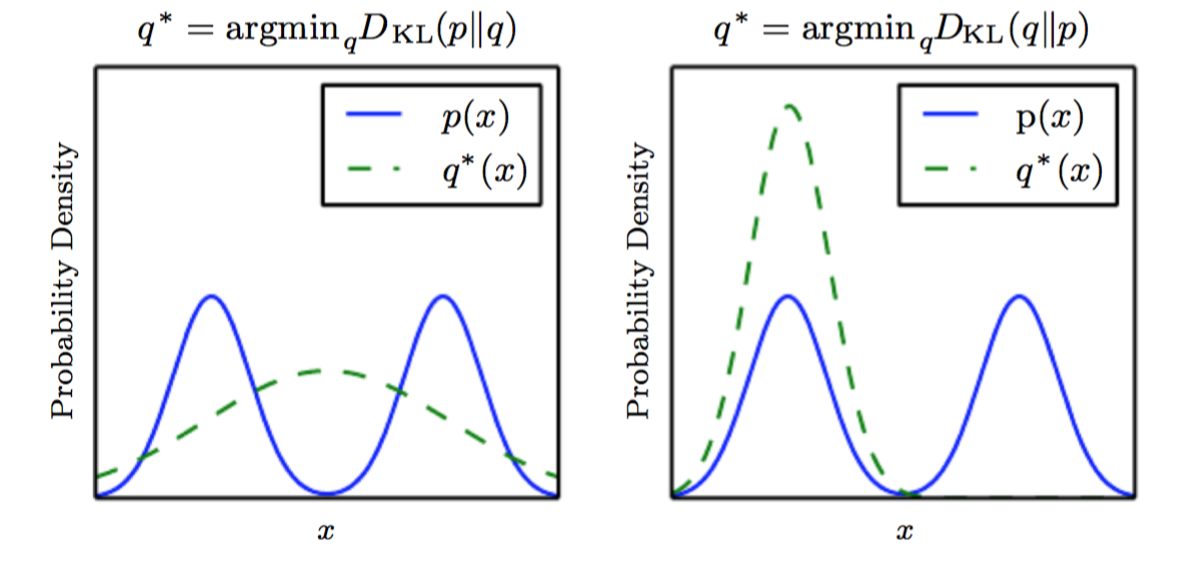 q* = argmin_q D_KL(p||q)
p(x)
q*(x)
Probability Density
x
q* = argmin_q D_KL(q||p)
p(x)
q*(x)
Probability Density
x